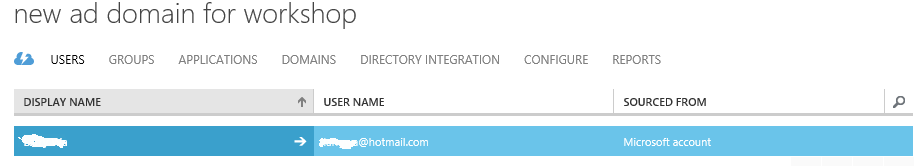 new ad domain for workshop
USERS GROUPS APPLICATIONS DOMAINS DIRECTORY INTEGRATION CONFIGURE REPORTS
DISPLAY NAME USER NAME SOURCED FROM
@hotmail.com Microsoft account